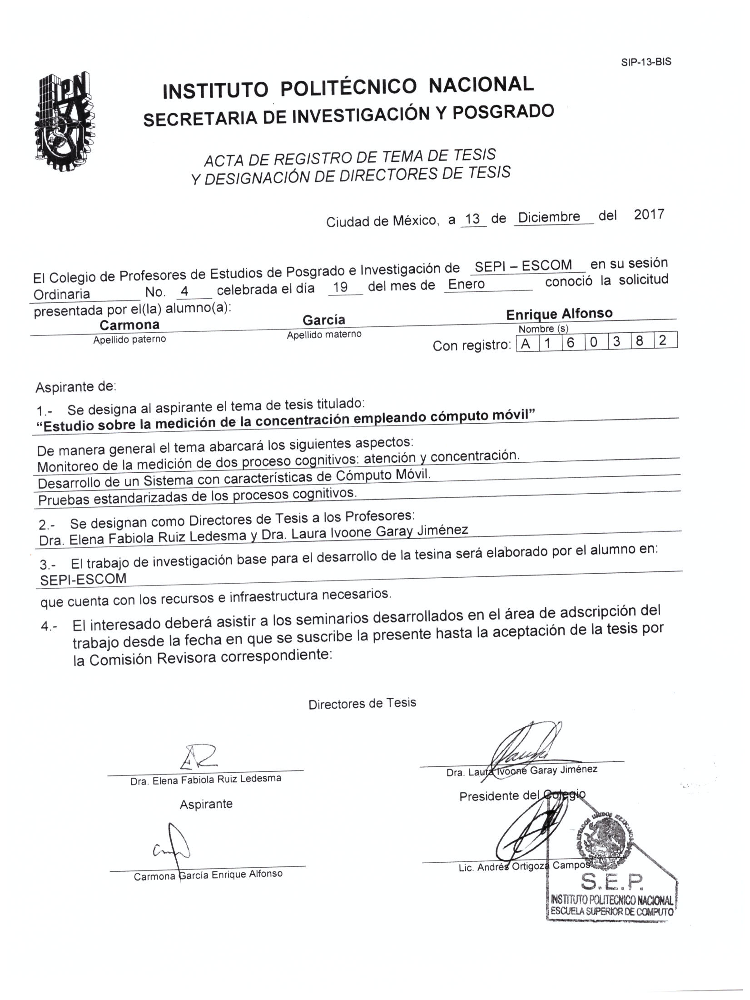 SIP-13-BIS
IPN
INSTITUTO POLITÉCNICO NACIONAL
SECRETARIA DE INVESTIGACIÓN Y POSGRADO
ACTA DE REGISTRO DE TEMA DE TESIS
Y DESIGNACIÓN DE DIRECTORES DE TESIS
Ciudad de México, a 13 de Diciembre del 2017
El Colegio de Profesores de Estudios de Posgrado e Investigación de SEPI – ESCOM en su sesión
Ordinaria No. 4 celebrada el día 19 del mes de Enero conoció la solicitud
presentada por el(la) alumno(a):
Carmona García Enrique Alfonso
Apellido paterno Apellido materno Nombre (s)
Con registro: A 1 6 0 3 8 2
Aspirante de:
1.- Se designa al aspirante el tema de tesis titulado:
“Estudio sobre la medición de la concentración empleando cómputo móvil”
De manera general el tema abarcará los siguientes aspectos:
Monitoreo de la medición de dos proceso cognitivos: atención y concentración.
Desarrollo de un Sistema con características de Cómputo Móvil.
Pruebas estandarizadas de los procesos cognitivos.
2.- Se designan como Directores de Tesis a los Profesores:
Dra. Elena Fabiola Ruiz Ledesma y Dra. Laura Ivoone Garay Jiménez
3.- El trabajo de investigación base para el desarrollo de la tesina será elaborado por el alumno en:
SEPI-ESCOM
que cuenta con los recursos e infraestructura necesarios.
4.- El interesado deberá asistir a los seminarios desarrollados en el área de adscripción del
trabajo desde la fecha en que se suscribe la presente hasta la aceptación de la tesis por
la Comisión Revisora correspondiente:
Directores de Tesis
Dra. Elena Fabiola Ruiz Ledesma
Dra. Laura Ivoone Garay Jiménez
Aspirante
Presidente del Colegio
Carmona García Enrique Alfonso
Lic. Andrés Ortigoza Campos
ESTADOS UNIDOS MEXICANOS
S.E.P.
INSTITUTO POLITECNICO NACIONAL
ESCUELA SUPERIOR DE COMPUTO